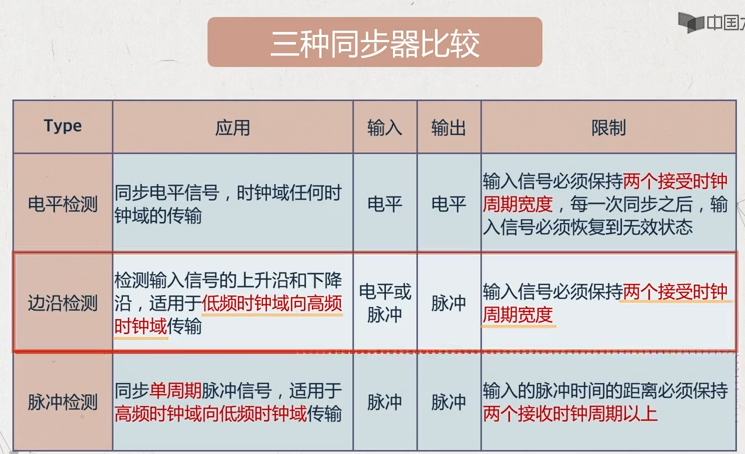 中国
三种同步器比较
Type
应用
输入
输出
限制
电平检测
同步电平信号，时钟域任何时
钟域的传输
电平
电平
输入信号必须保持两个接受时钟
周期宽度，每一次同步之后，输
入信号必须恢复到无效状态
边沿检测
检测输入信号的上升沿和下降
沿，适用于低频时钟域向高频
时钟域传输
电平或
脉冲
脉冲
输入信号必须保持两个接受时钟
周期宽度
脉冲检测
同步单周期脉冲信号，适用于
高频时钟域向低频时钟域传输
脉冲
脉冲
输入的脉冲时间的距离必须保持
两个接收时钟周期以上